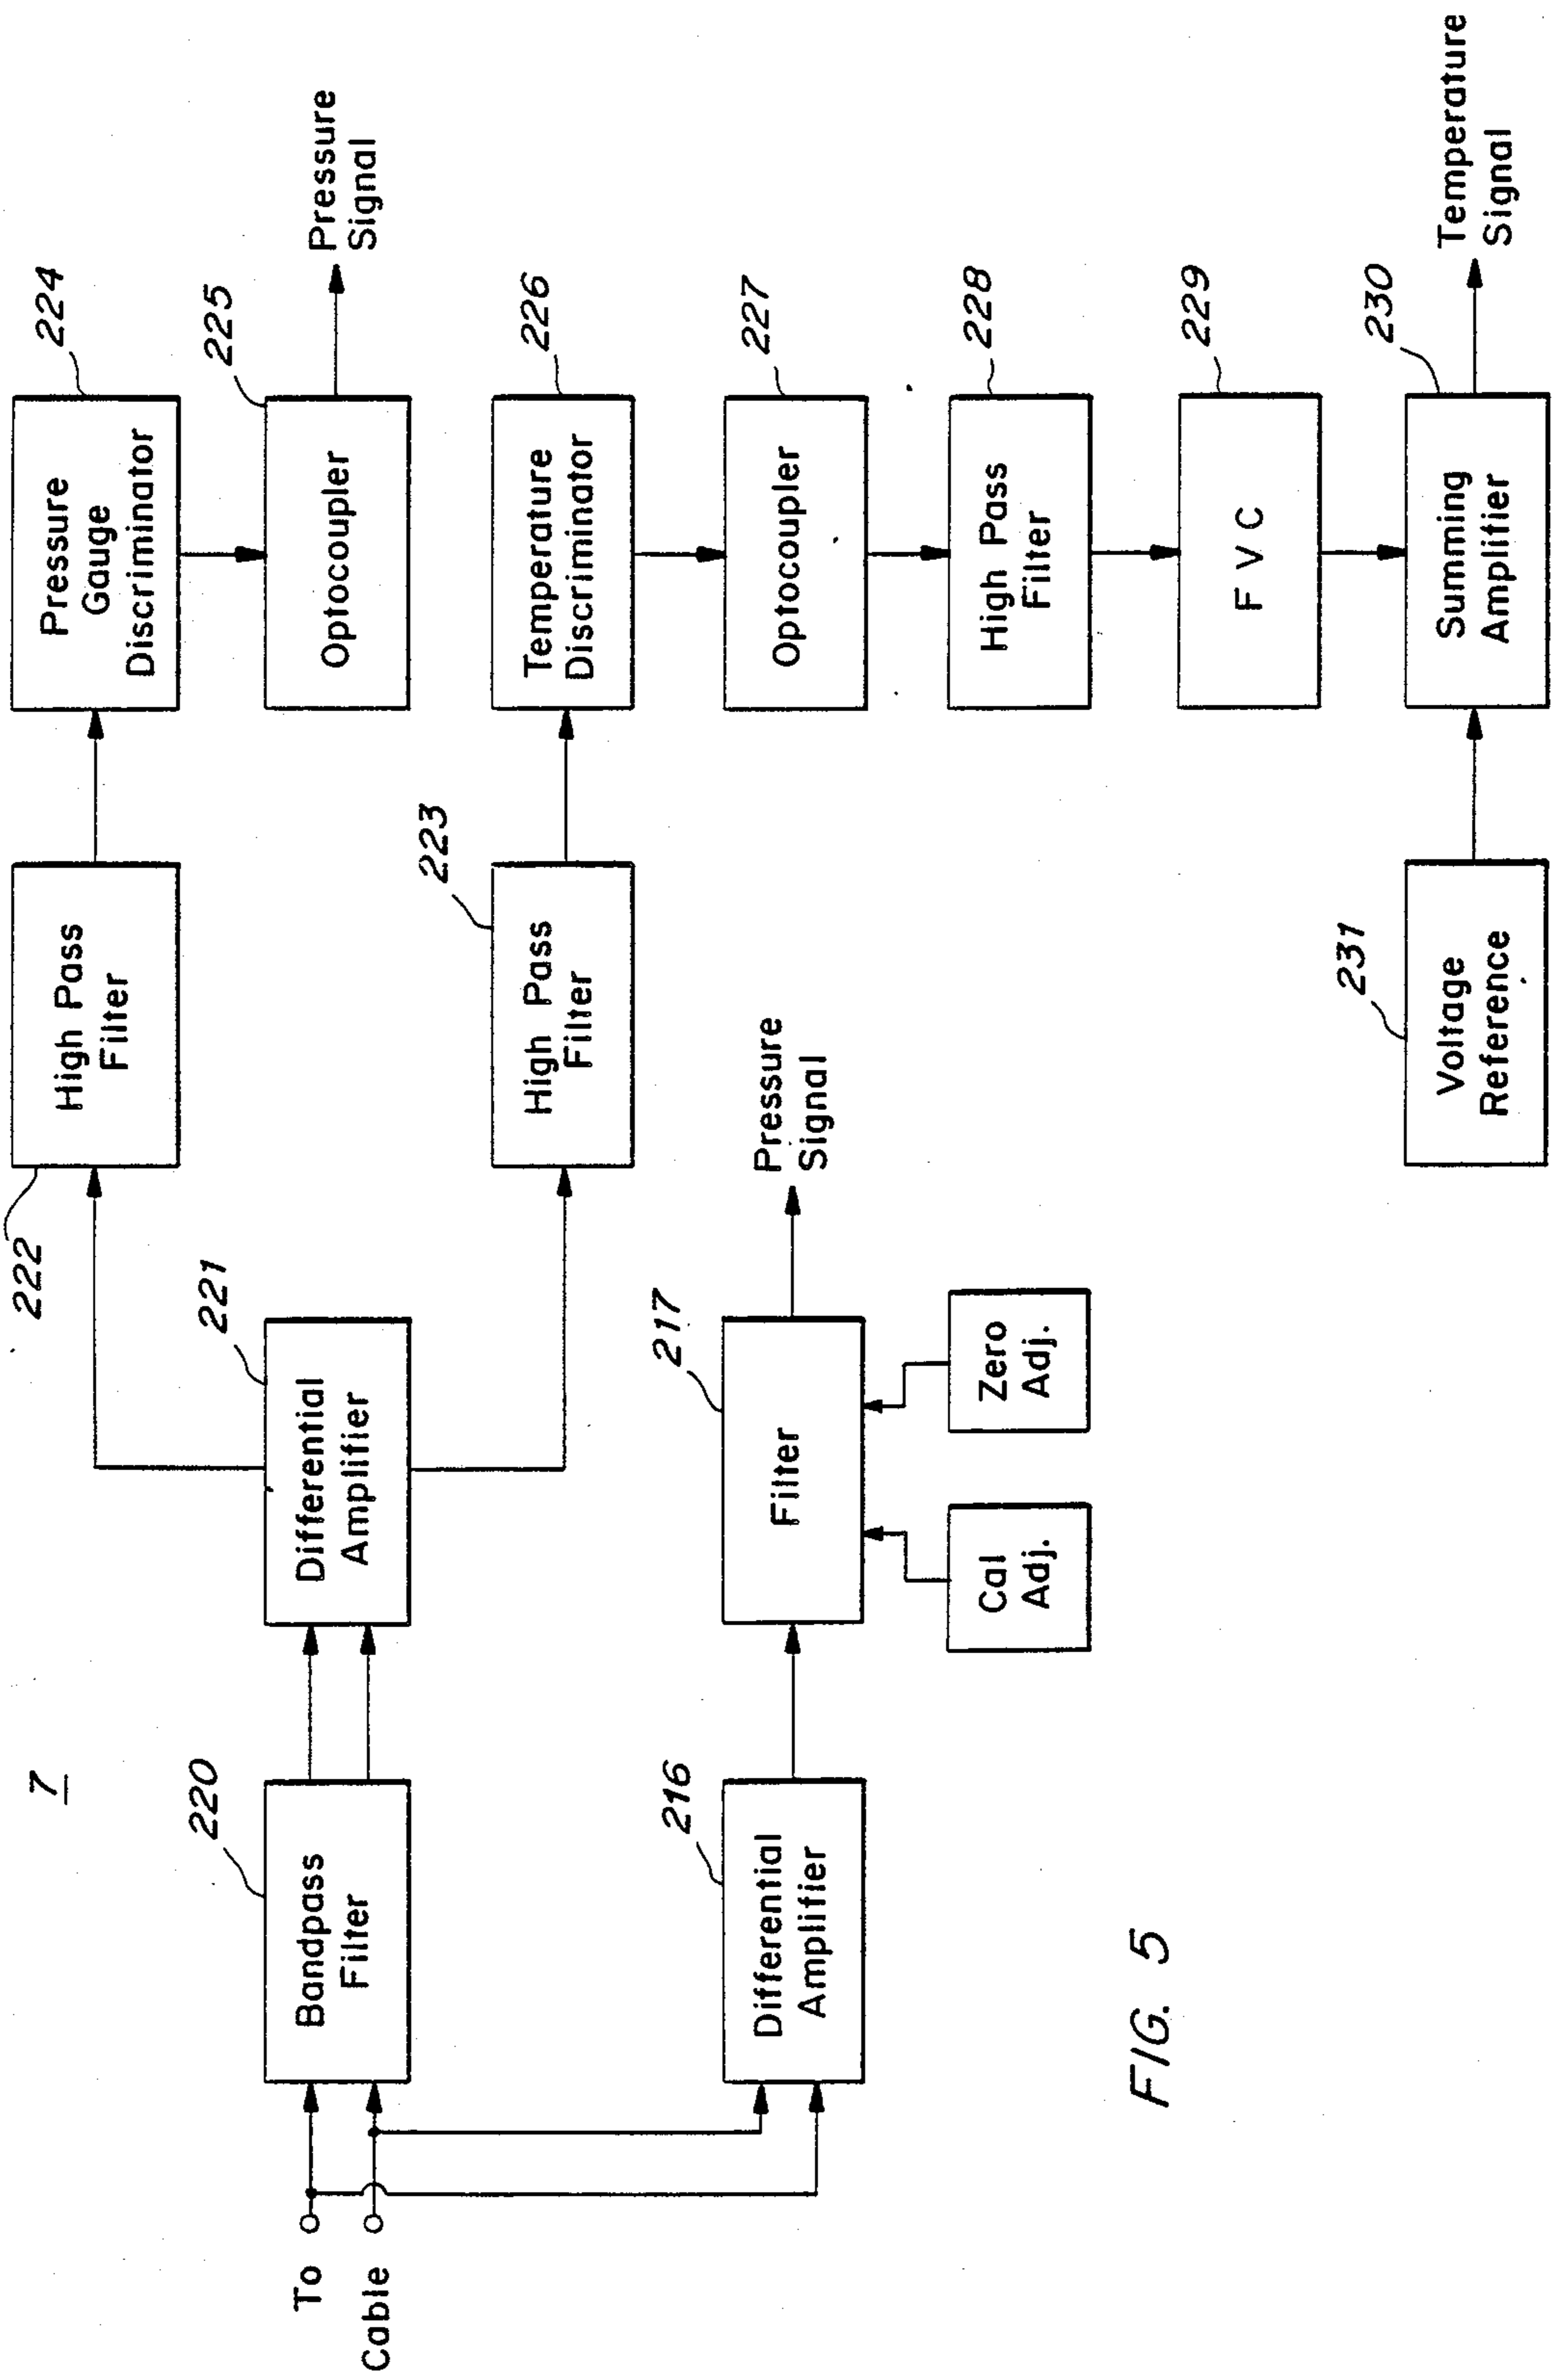 7
To
Cable
220
Bandpass
Filter
221
Differential
Amplifier
222
High Pass
Filter
224
Pressure
Gauge
Discriminator
225
Optocoupler
Pressure
Signal
223
High Pass
Filter
226
Temperature
Discriminator
227
Optocoupler
216
Differential
Amplifier
217
Filter
Pressure
Signal
Cal
Adj.
Zero
Adj.
228
High Pass
Filter
229
F V C
231
Voltage
Reference
230
Summing
Amplifier
Temperature
Signal
FIG. 5